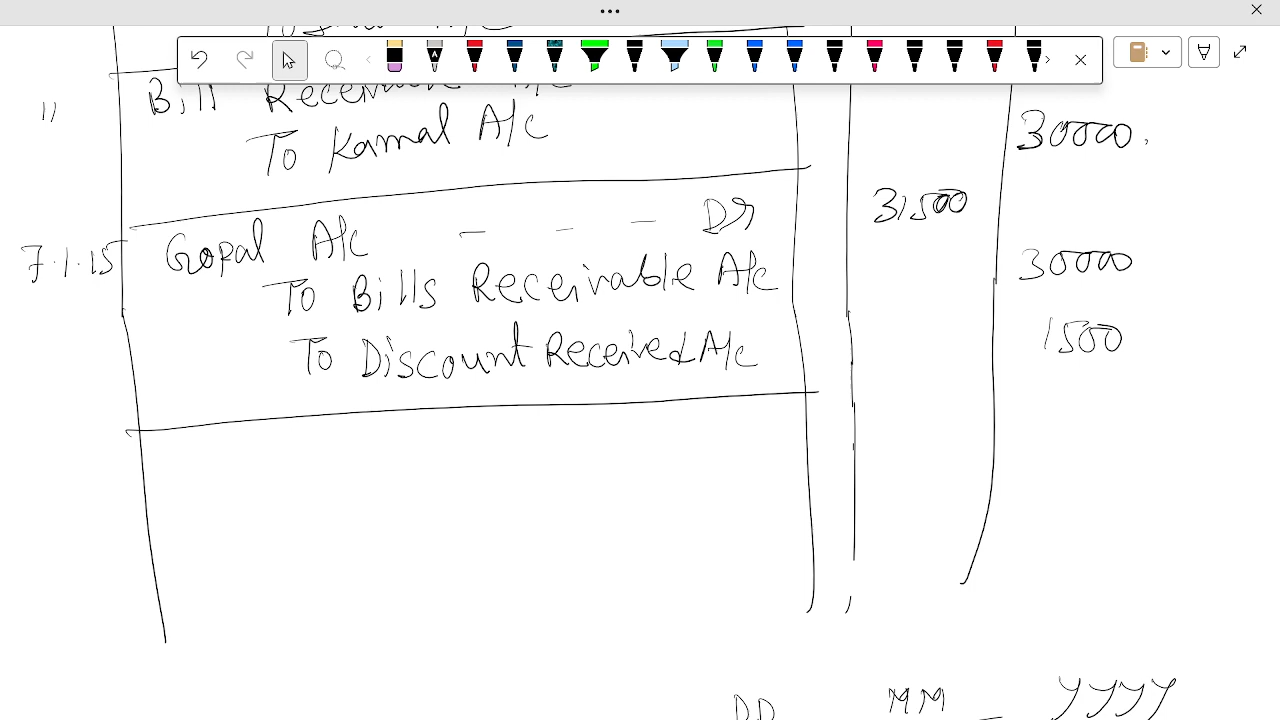 Bill Receivable A/c
11
To Kamal A/c
30000.
31500
7.1.15 Gopal A/c - - - Dr
To Bills Receivable A/c 30000
To Discount Received A/c 1500
DD MM - YYYY